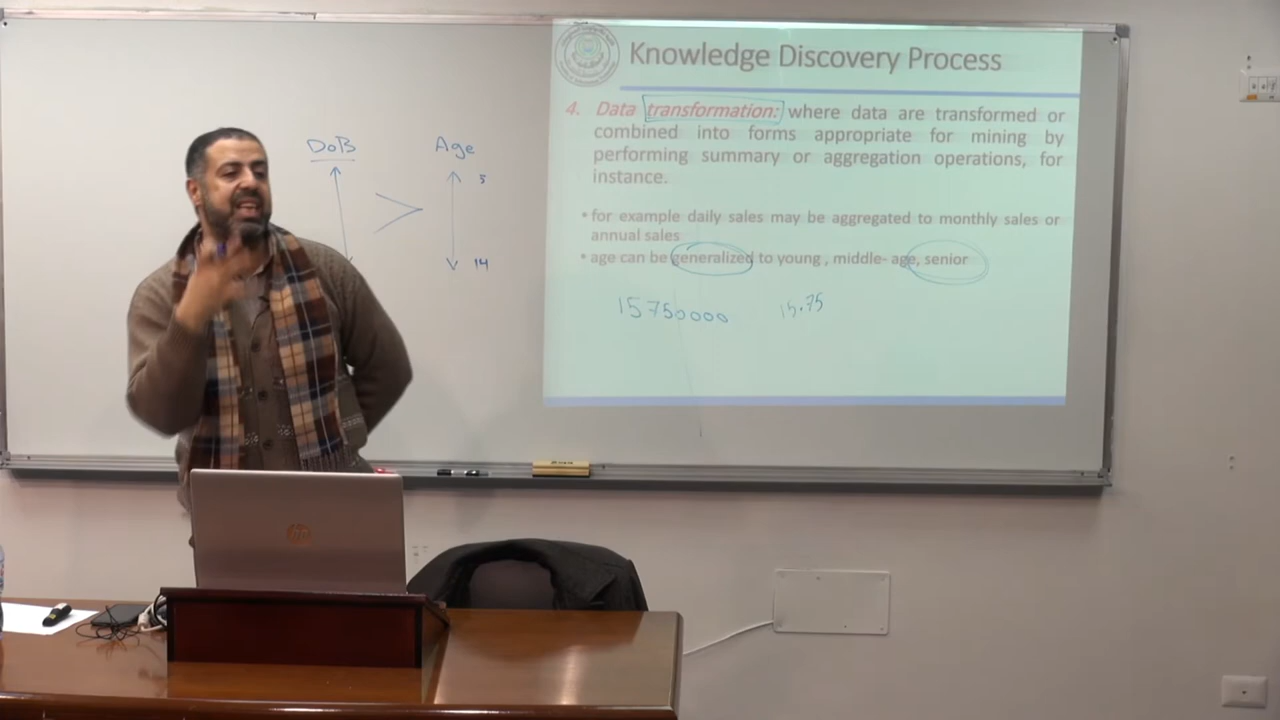 Knowledge Discovery Process
4. Data transformation: where data are transformed or
combined into forms appropriate for mining by
performing summary or aggregation operations, for
instance.
• for example daily sales may be aggregated to monthly sales or
annual sales
• age can be generalized to young , middle- age, senior
15750000 15.75
DoB Age
5
14
hp